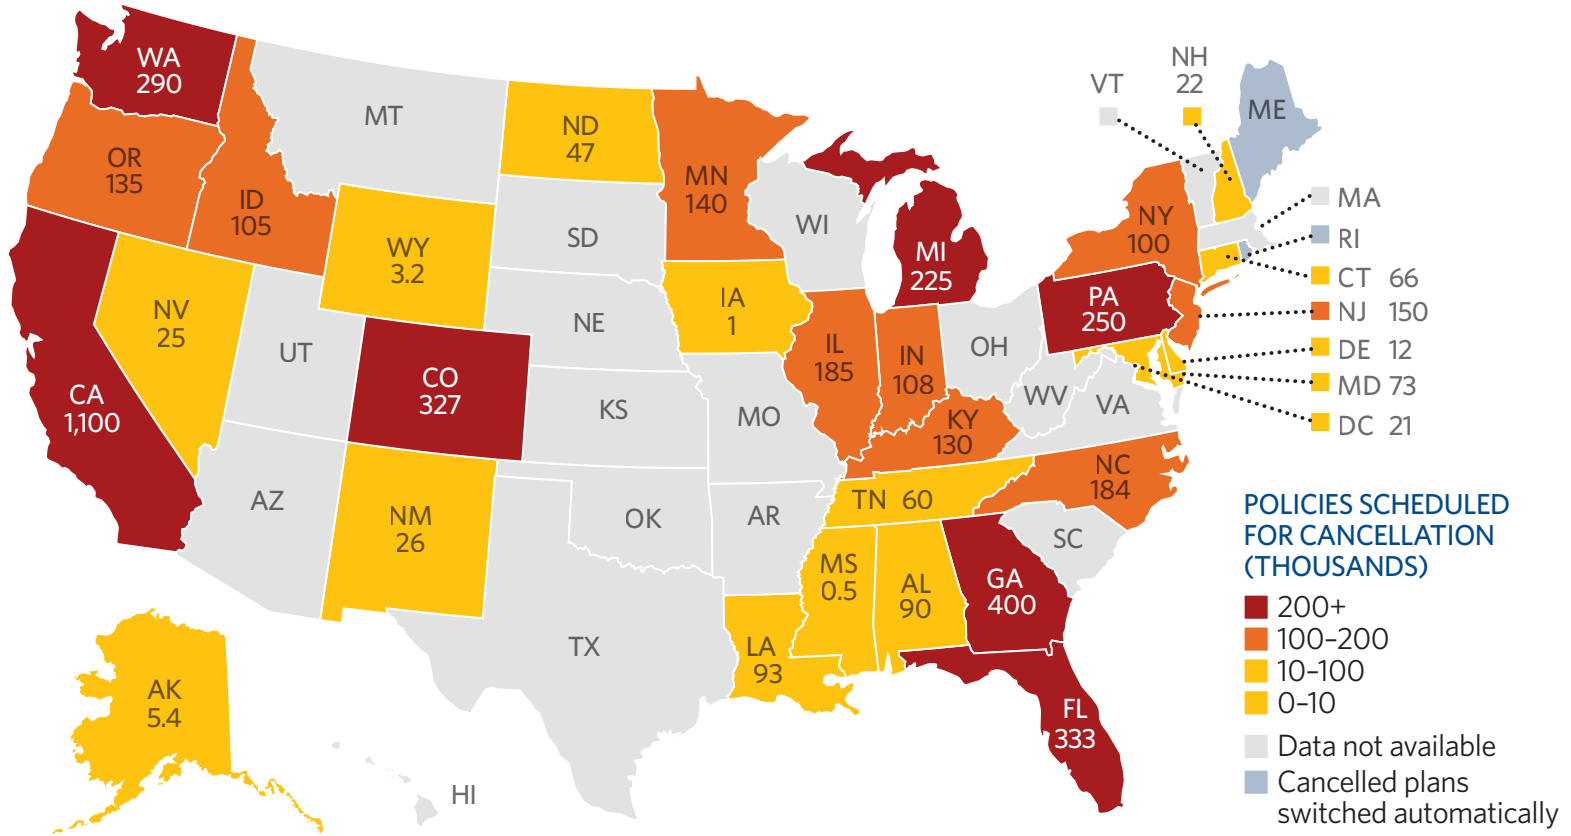 WA
290
OR
135
ID
105
MT
ND
47
MN
140
SD
WI
WY
3.2
MI
225
NV
25
IA
1
NE
UT
CO
327
IL
185
IN
108
OH
PA
250
NY
100
VT
NH
22
ME
MA
RI
CT 66
NJ 150
DE 12
MD 73
DC 21
CA
1,100
KS
MO
WV
VA
KY
130
NC
184
TN 60
AZ
NM
26
OK
AR
SC
MS
0.5
AL
90
GA
400
TX
LA
93
FL
333
AK
5.4
HI
POLICIES SCHEDULED
FOR CANCELLATION
(THOUSANDS)
200+
100–200
10–100
0–10
Data not available
Cancelled plans
switched automatically